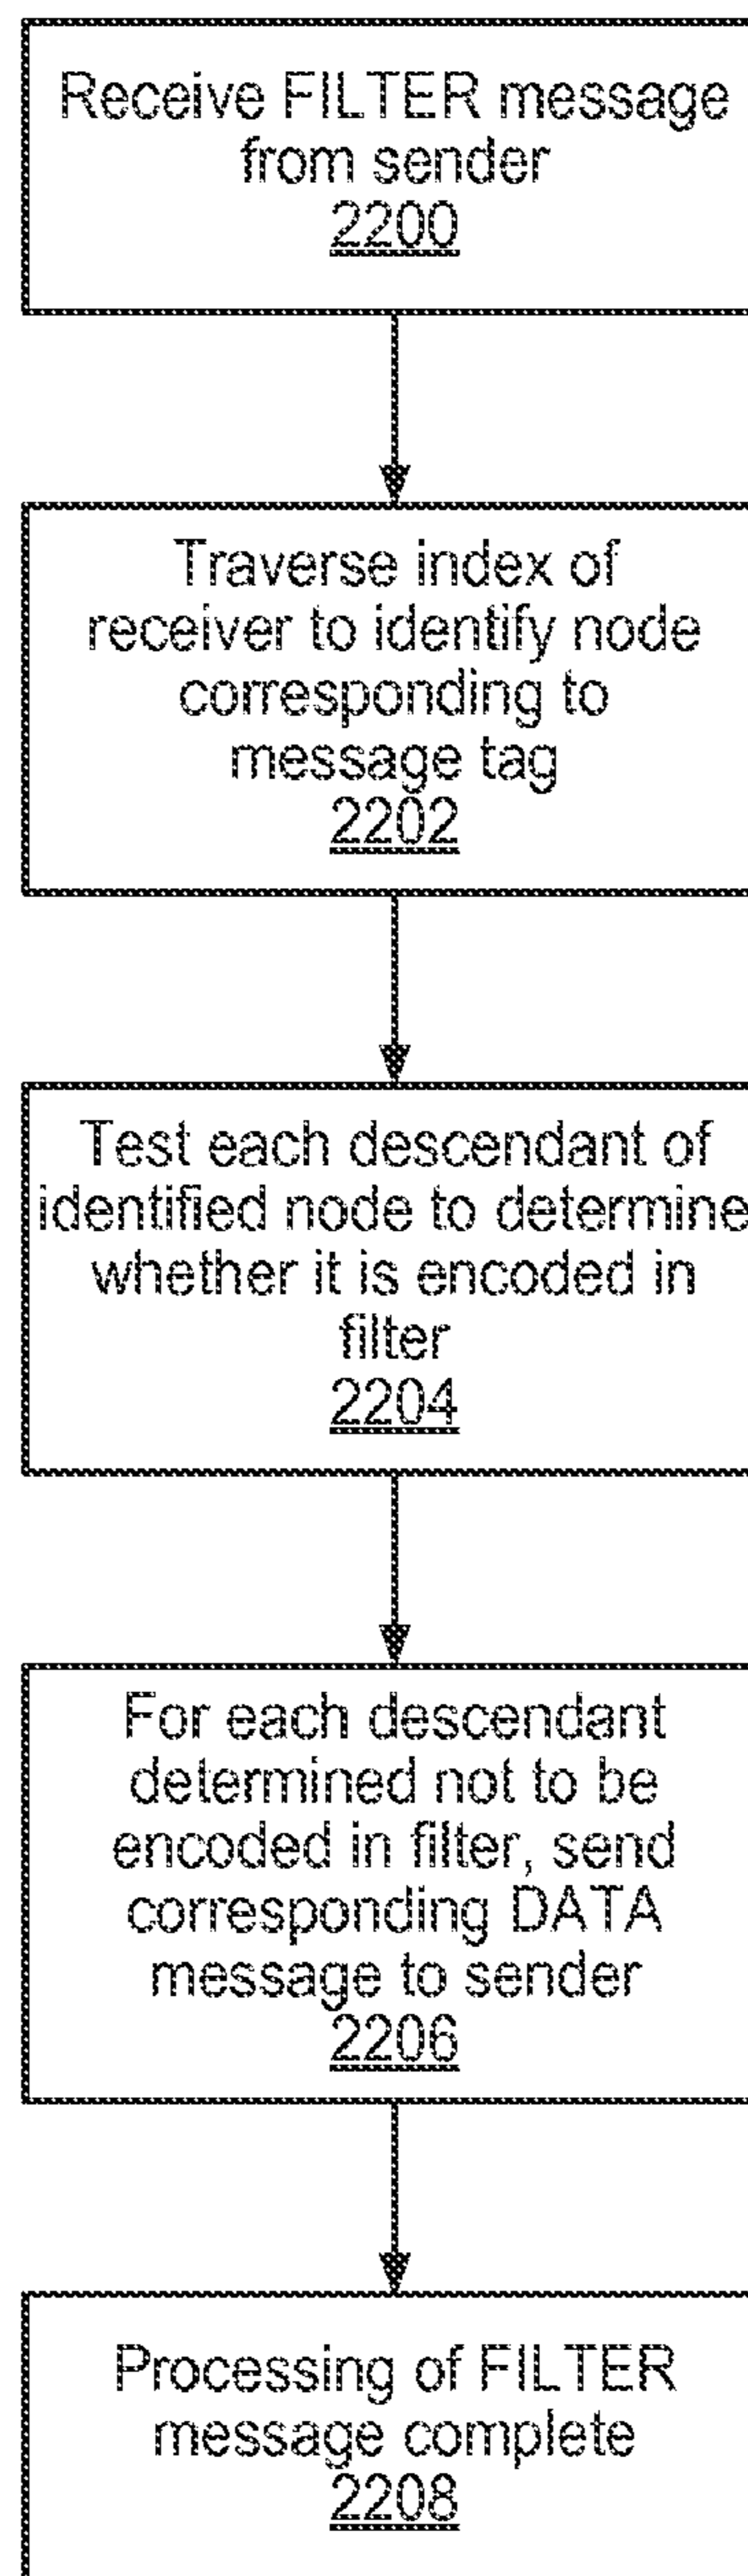 Receive FILTER message
from sender
2200
Traverse index of
receiver to identify node
corresponding to
message tag
2202
Test each descendant of
identified node to determine
whether it is encoded in
filter
2204
For each descendant
determined not to be
encoded in filter, send
corresponding DATA
message to sender
2206
Processing of FILTER
message complete
2208